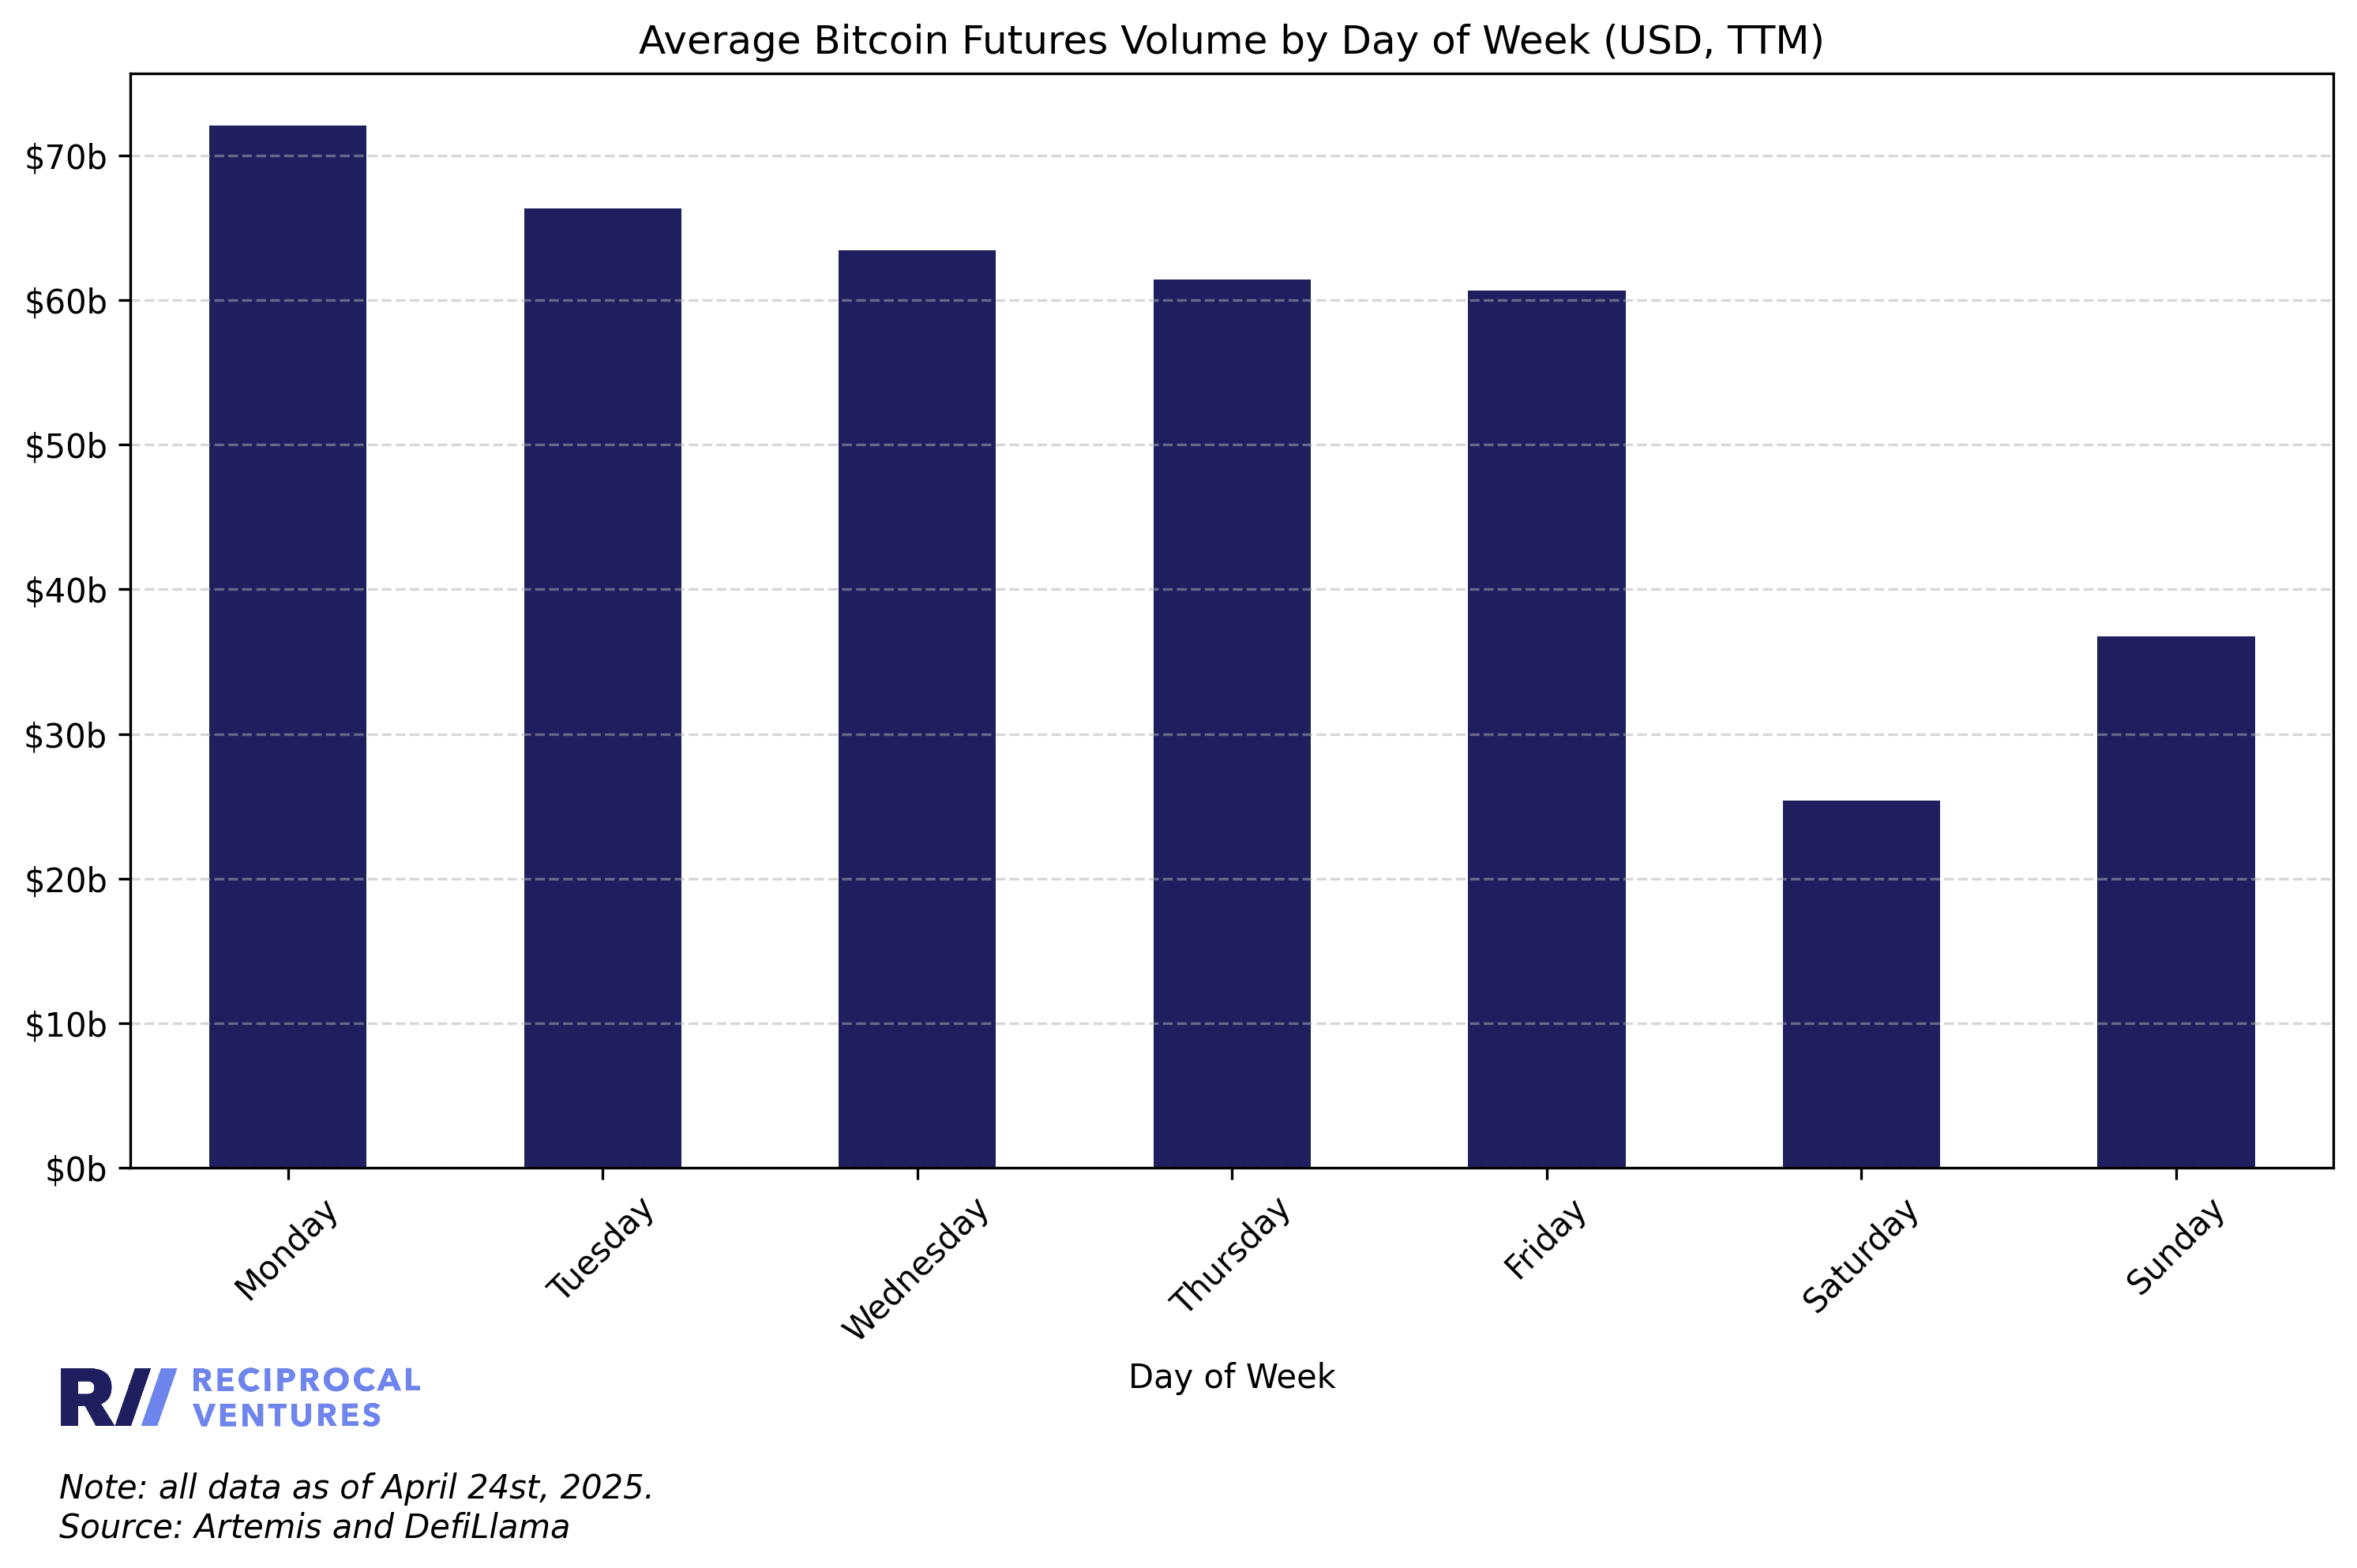 Average Bitcoin Futures Volume by Day of Week (USD, TTM)
$70b
$60b
$50b
$40b
$30b
$20b
$10b
$0b
Monday
Tuesday
Wednesday
Thursday
Friday
Saturday
Sunday
Day of Week
R
RECIPROCAL
VENTURES
Note: all data as of April 24st, 2025.
Source: Artemis and DefiLlama